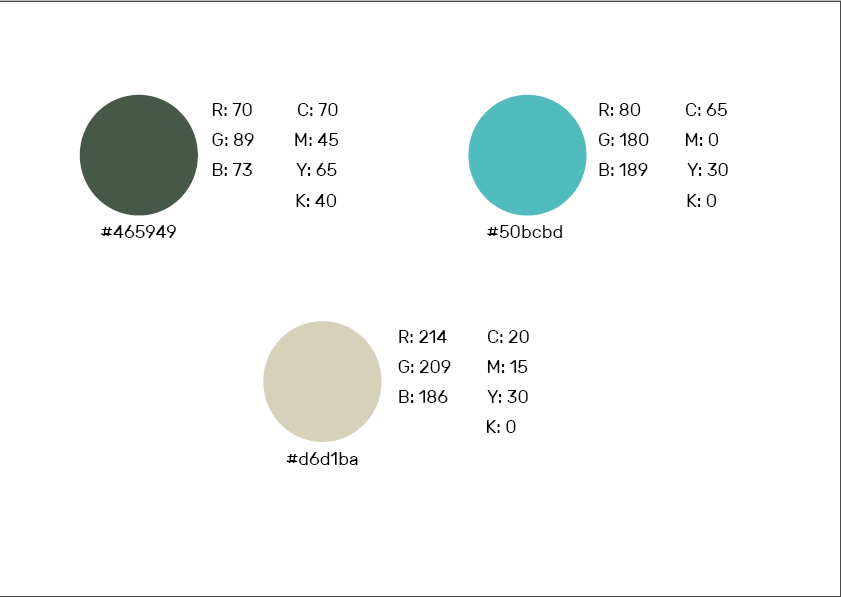 R: 70 C: 70
G: 89 M: 45
B: 73 Y: 65
K: 40
#465949
R: 80 C: 65
G: 180 M: 0
B: 189 Y: 30
K: 0
#50bcbd
R: 214 C: 20
G: 209 M: 15
B: 186 Y: 30
K: 0
#d6d1ba